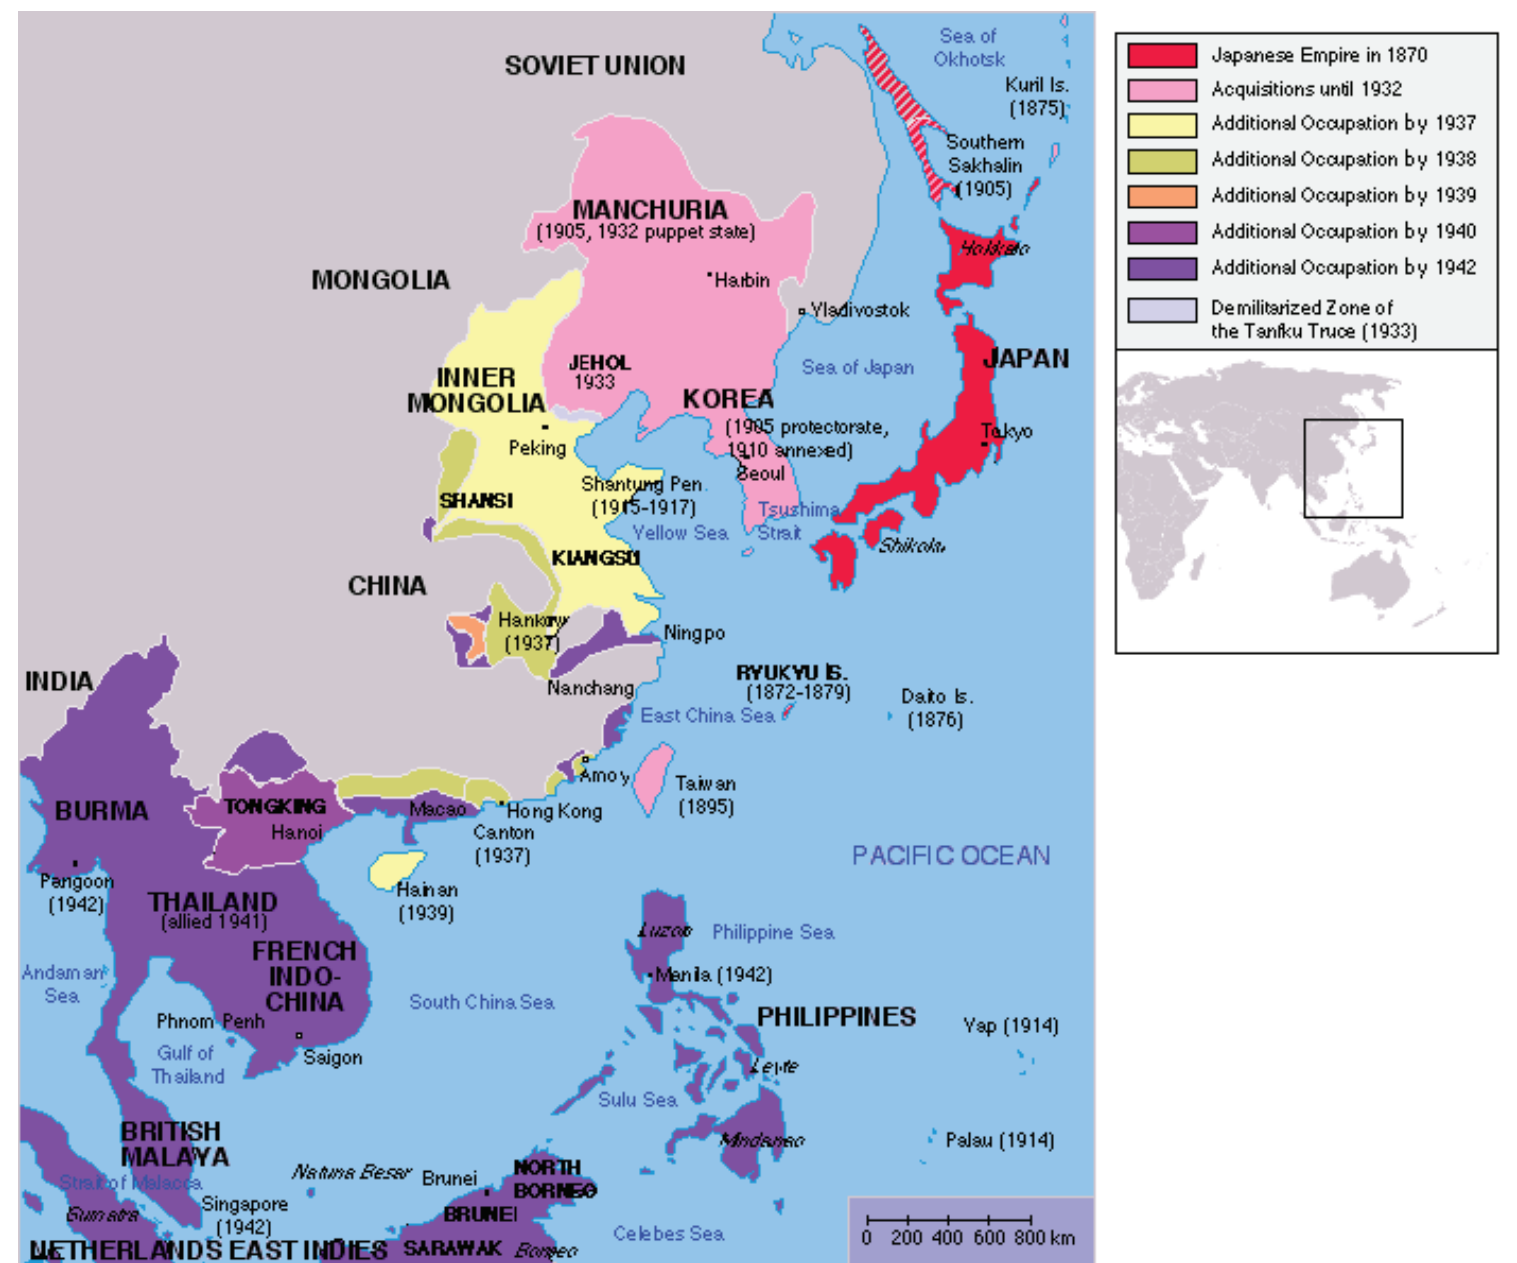 SOVIET UNION
Sea of
Okhotsk
Kuril Is.
(1875)
Southern
Sakhalin
(1905)
MANCHURIA
(1905, 1932 puppet state)
Hokkaio
MONGOLIA
Harbin
Vladivostok
JEHOL
1933
Sea of Japan
JAPAN
INNER
MONGOLIA
KOREA
(1905 protectorate,
1910 annexed)
Tokyo
Peking
Seoul
Shantung Pen.
(1915-1917)
SHANSI
Tsushima
Strait
Yellow Sea
Shikoku
KIANGSU
CHINA
Hankow
(1937)
Ningpo
INDIA
Nanchang
RYUKYU IS.
(1872-1879)
Daito Is.
(1876)
East China Sea
Amoy
Taiwan
(1895)
BURMA
TONGKING
Hanoi
Macao
Hong Kong
Canton
(1937)
PACIFIC OCEAN
Pangoon
(1942)
Hainan
(1939)
THAILAND
(allied 1941)
Luzon
Philippine Sea
FRENCH
INDO-
CHINA
Andaman
Sea
Manila (1942)
South China Sea
PHILIPPINES
Yap (1914)
Phnom Penh
Saigon
Gulf of
Thailand
Leyte
Sulu Sea
BRITISH
MALAYA
Mindanao
Palau (1914)
Strait of Malacca
Natuna Besar
Brunei
NORTH
BORNEO
Singapore
(1942)
Sumatra
BRUNEI
Celebes Sea
NETHERLANDS EAST INDIES
SARAWAK
Borneo
0 200 400 600 800 km
Japanese Empire in 1870
Acquisitions until 1932
Additional Occupation by 1937
Additional Occupation by 1938
Additional Occupation by 1939
Additional Occupation by 1940
Additional Occupation by 1942
Demilitarized Zone of
the Tanfku Truce (1933)